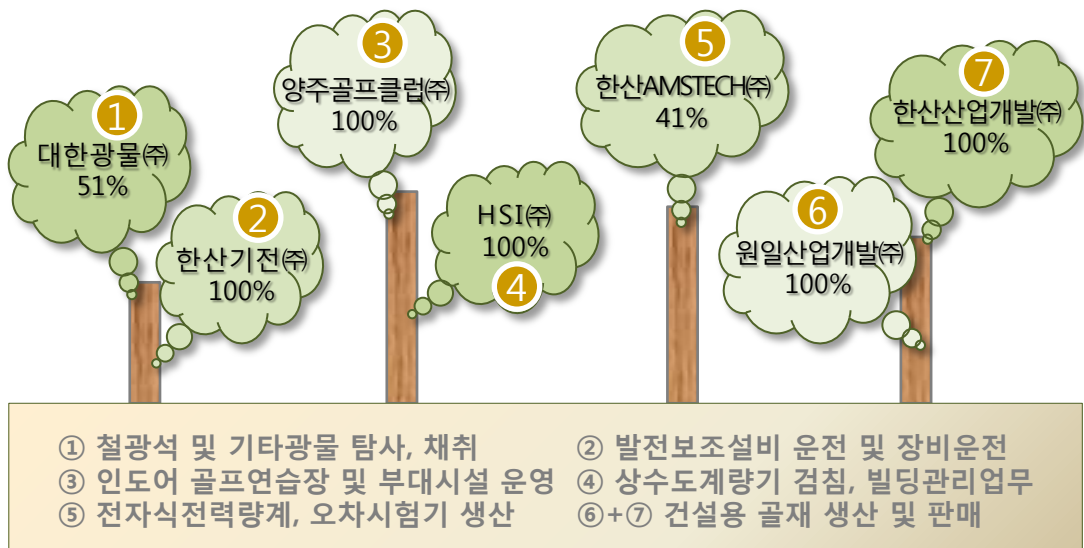 ①
대한광물㈜
51%
②
한산기전㈜
100%
③
양주골프클럽㈜
100%
HSI㈜
100%
④
⑤
한산AMSTECH㈜
41%
⑥
원일산업개발㈜
100%
⑦
한산산업개발㈜
100%
① 철광석 및 기타광물 탐사, 채취
② 발전보조설비 운전 및 장비운전
③ 인도어 골프연습장 및 부대시설 운영
④ 상수도계량기 검침, 빌딩관리업무
⑤ 전자식전력량계, 오차시험기 생산
⑥+⑦ 건설용 골재 생산 및 판매